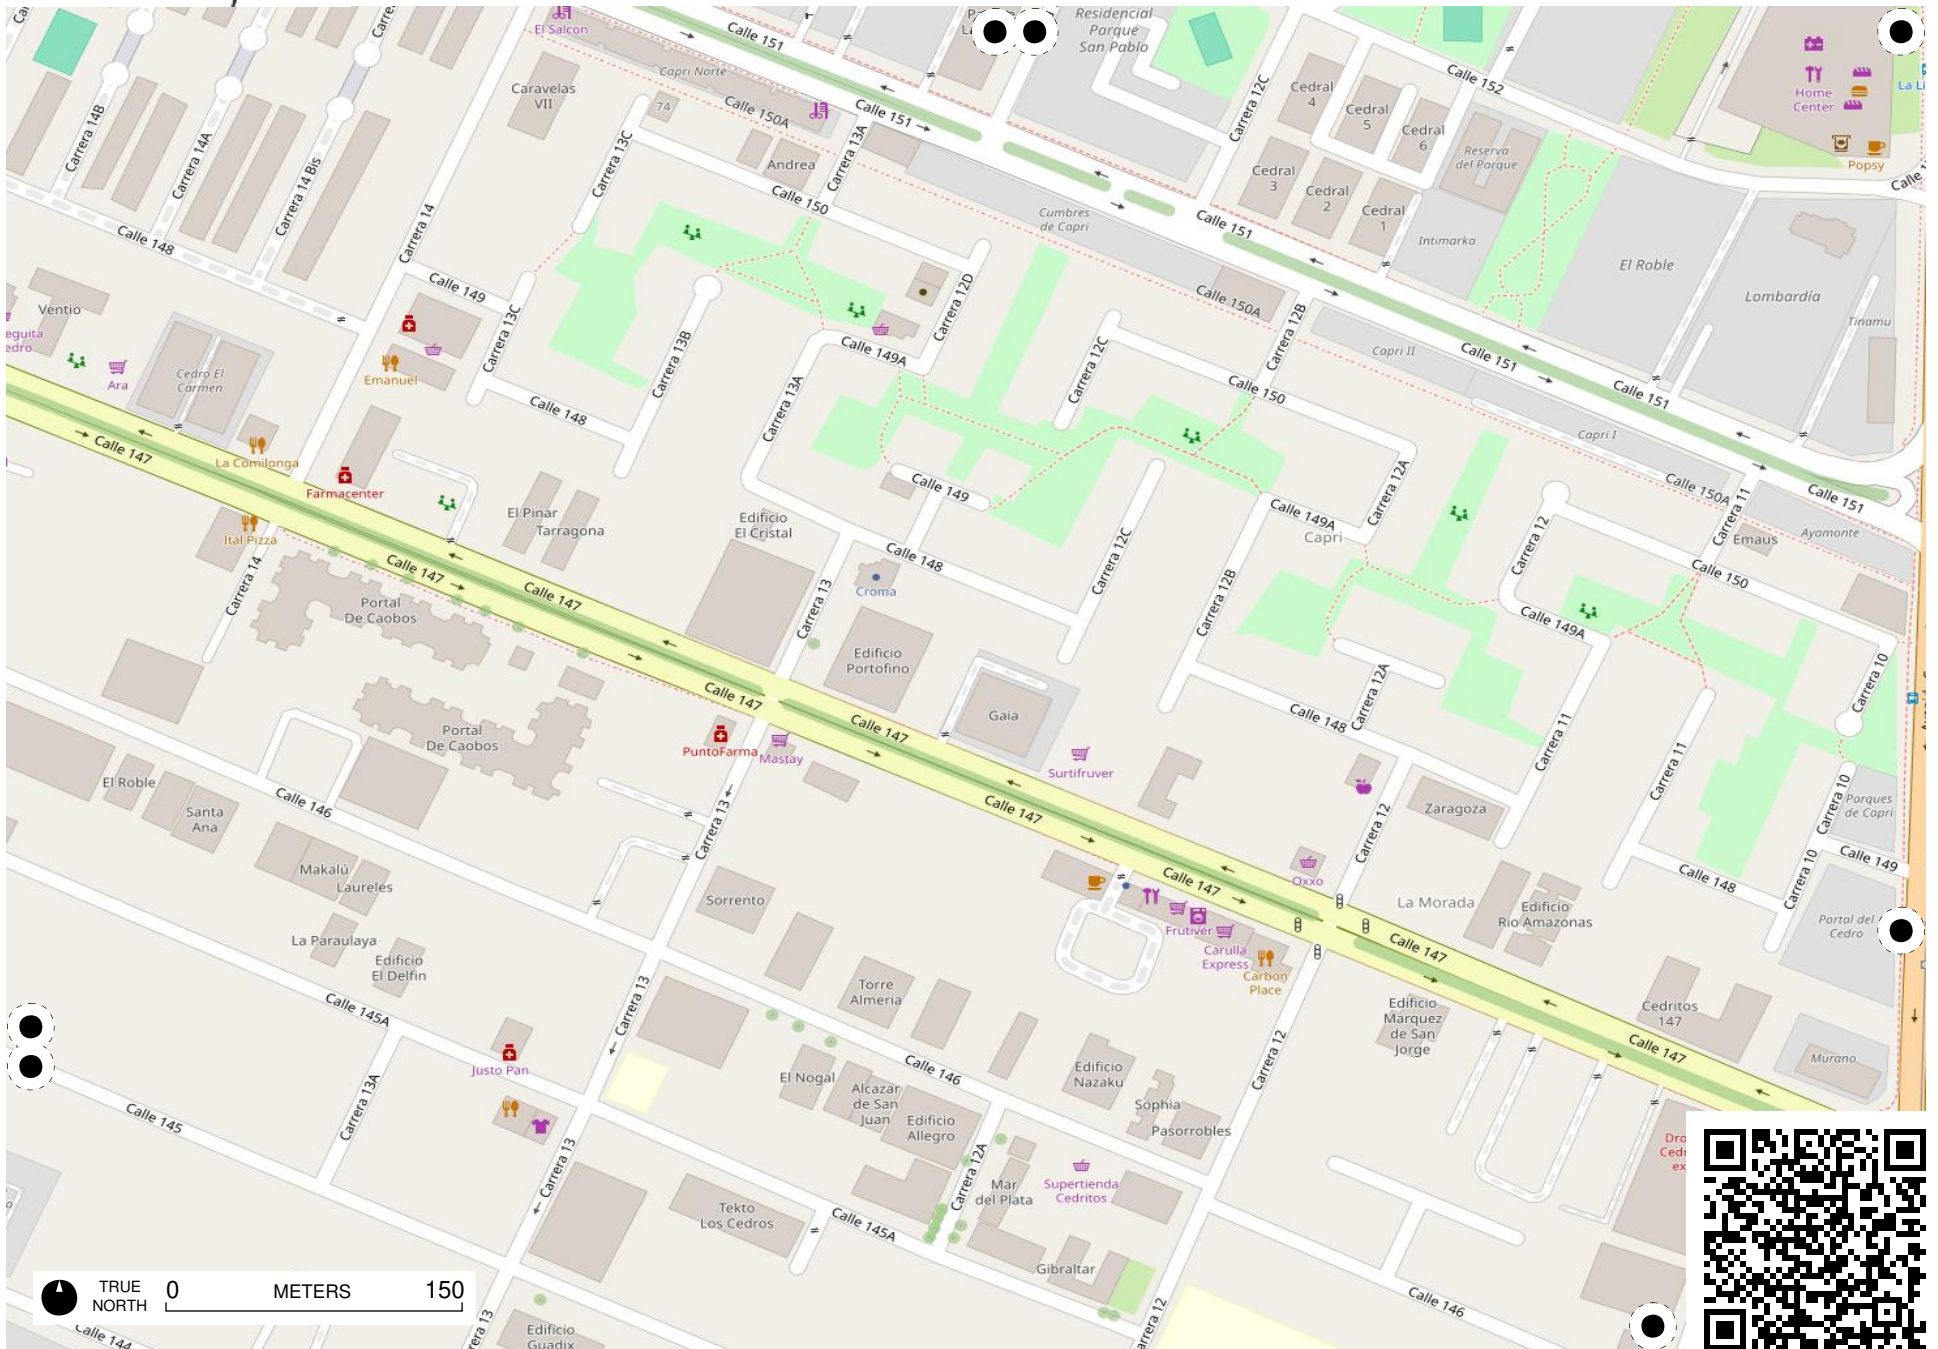 El Salcon
Calle 151
Residencial
Parque
San Pablo
Calle 152
Home
Center
Popsy
Capri Norte
Caravelas
VII
74
Calle 150A
Calle 151
Carrera 12C
Cedral
4
Cedral
5
Cedral
6
Reserva
del Parque
Carrera 14B
Carrera 14A
Carrera 14 Bis
Carrera 13C
Andrea
Carrera 13A
Calle 150
Cedral
3
Cedral
2
Cedral
1
Cumbres
de Capri
Calle 151
Intimarka
El Roble
Lombardía
Tinamu
Calle 148
Carrera 14
Calle 149
Ventio
Carrera 13C
Carrera 13B
Calle 149A
Carrera 12D
Calle 150A
Carrera 12B
Capri II
Calle 151
Calle 151
Ara
Cedro El
Carmen
Emanuel
Calle 148
Carrera 13A
Carrera 12C
Calle 150
Capri I
Calle 147
La Comilonga
Farmacenter
Calle 149
Carrera 12A
Calle 150A
Carrera 11
Calle 151
El Pinar
Tarragona
Edificio
El Cristal
Calle 149A
Capri
Carrera 12
Emaus
Ayamonte
Ital Pizza
Calle 147
Calle 147
Calle 148
Carrera 12C
Calle 150
Carrera 14
Portal
De Caobos
Carrera 13
Croma
Carrera 12B
Calle 149A
Edificio
Portofino
Carrera 12A
Carrera 10
Portal
De Caobos
Calle 147
Calle 147
Gaia
Calle 148
Carrera 11
PuntoFarma
Mastay
Surtifruver
Carrera 11
El Roble
Santa
Ana
Calle 146
Carrera 13
Calle 147
Carrera 12
Zaragoza
Carrera 10
Parques
de Capri
Calle 149
Makalú
Laureles
Sorrento
Calle 147
Oxxo
Calle 148
Carrera 10
La Morada
Edificio
Rio Amazonas
Portal del
Cedro
La Paraulaya
Edificio
El Delfin
Frutiver
Carulla
Express
Carbon
Place
Calle 147
Calle 145A
Carrera 13
Torre
Almeria
Edificio
Marquez
de San
Jorge
Cedritos
147
Calle 147
Murano
Justo Pan
El Nogal
Calle 146
Edificio
Nazaku
Carrera 12
Calle 145
Carrera 13A
Alcazar
de San
Juan
Edificio
Allegro
Sophia
Pasorrobles
Carrera 13
Carrera 12A
Mar
del Plata
Supertienda
Cedritos
Tekto
Los Cedros
Calle 145A
Gibraltar
Calle 146
TRUE
NORTH
0
METERS
150
Calle 144
Edificio
Guadix